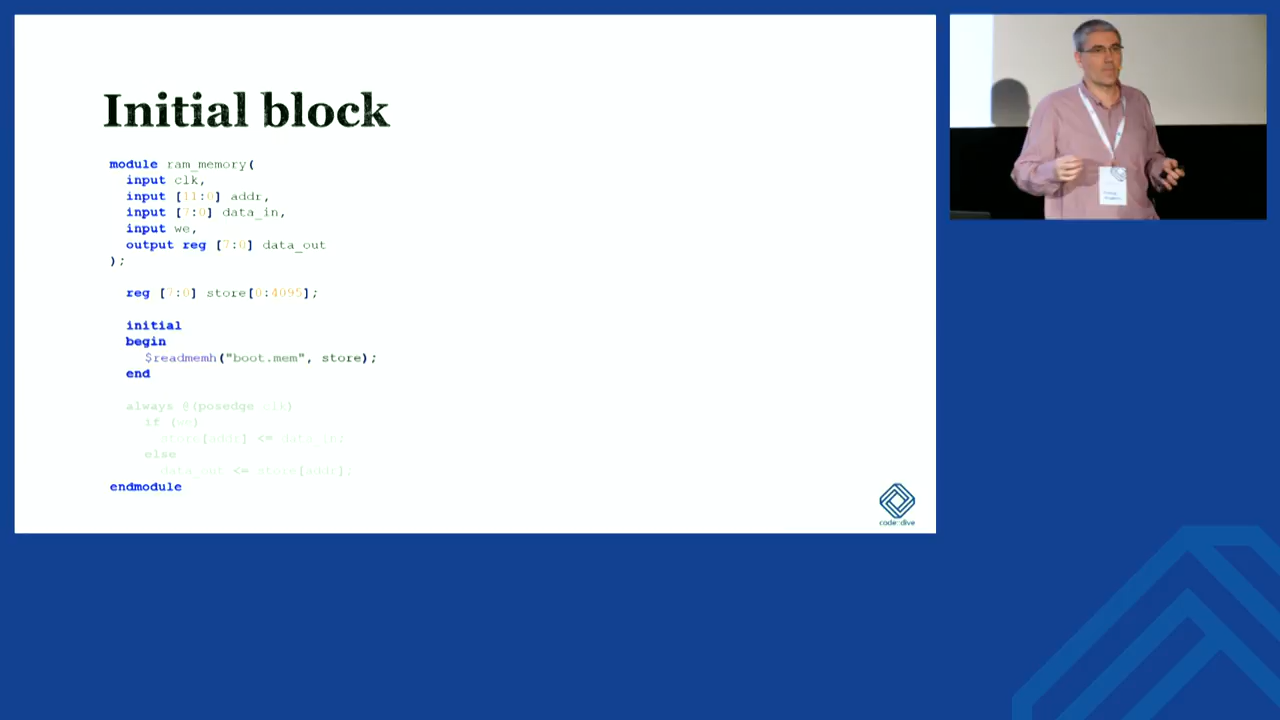 Initial block
module ram_memory(
input clk,
input [11:0] addr,
input [7:0] data_in,
input we,
output reg [7:0] data_out
);
reg [7:0] store[0:4095];
initial
begin
$readmemh("boot.mem", store);
end
always @(posedge clk)
if (we)
store[addr] <= data_in;
else
data_out <= store[addr];
endmodule
code::dive